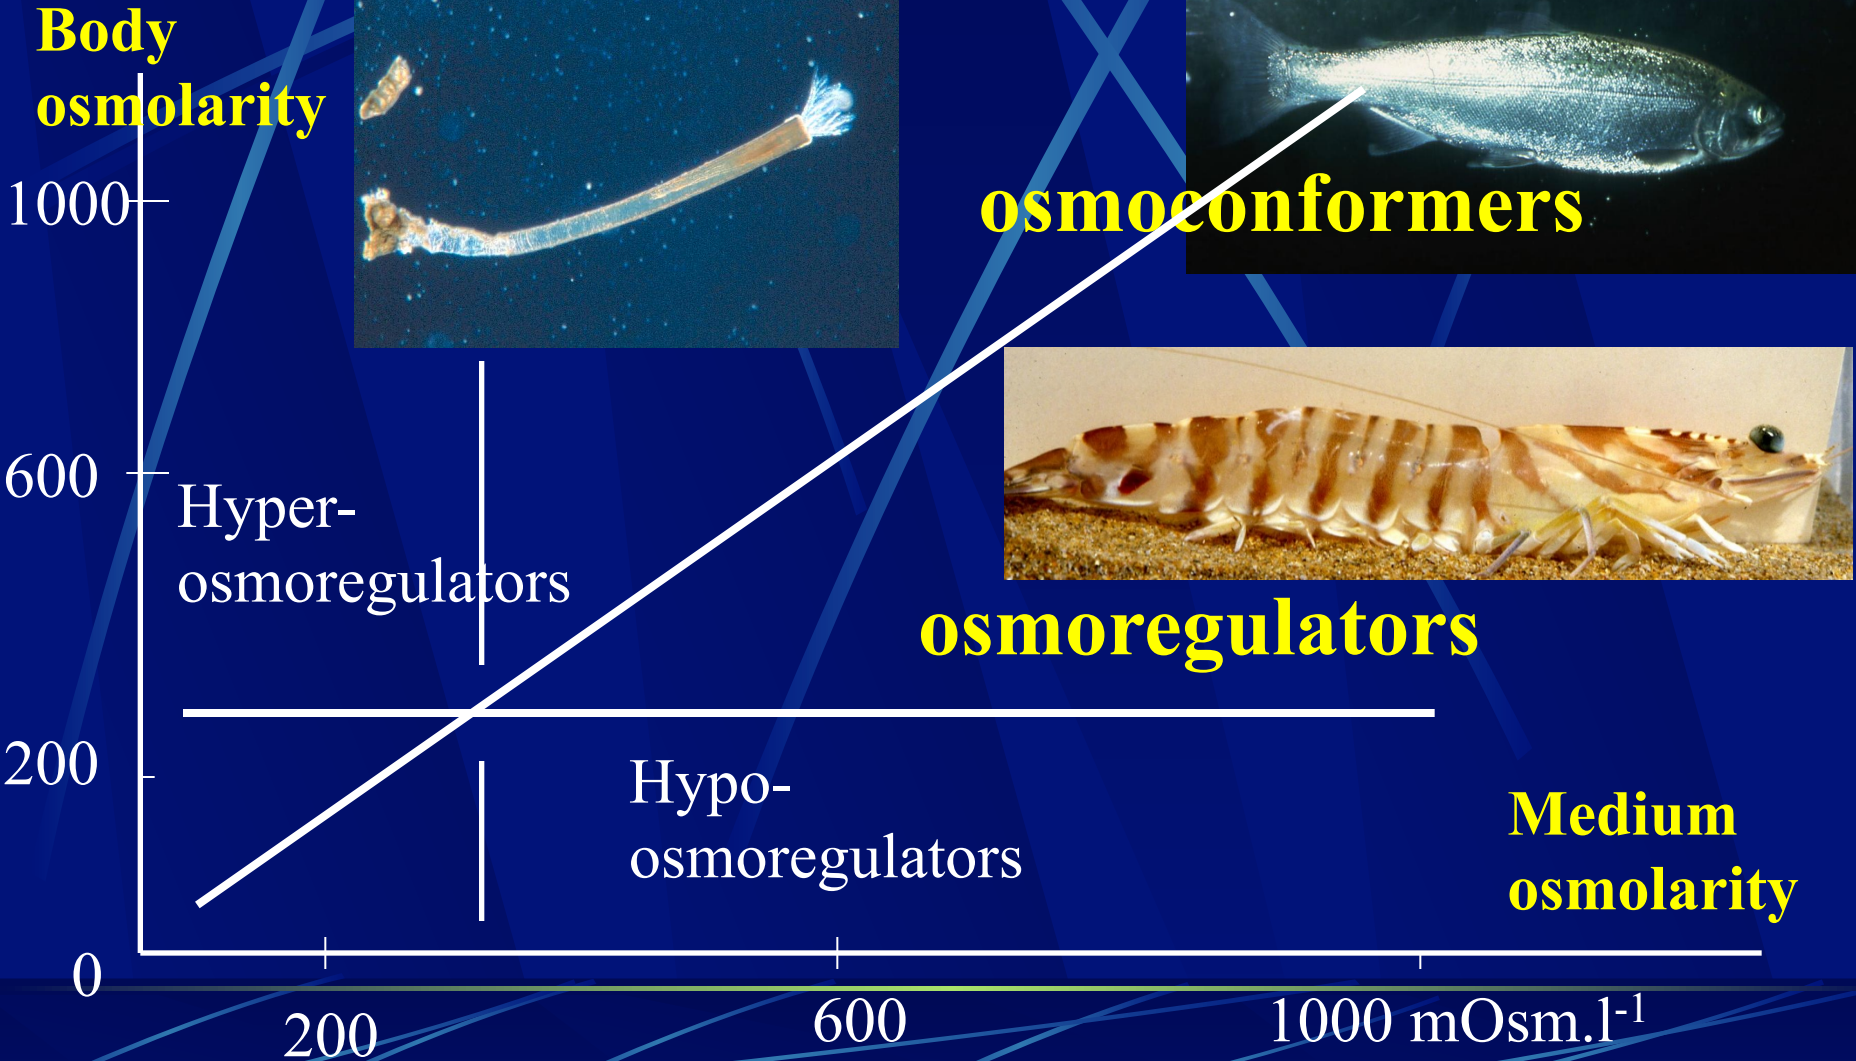 Body
osmolarity
1000
osmoconformers
600
Hyper-
osmoregulators
osmoregulators
200
Hypo-
osmoregulators
Medium
osmolarity
0
200
600
1000 mOsm.l⁻¹